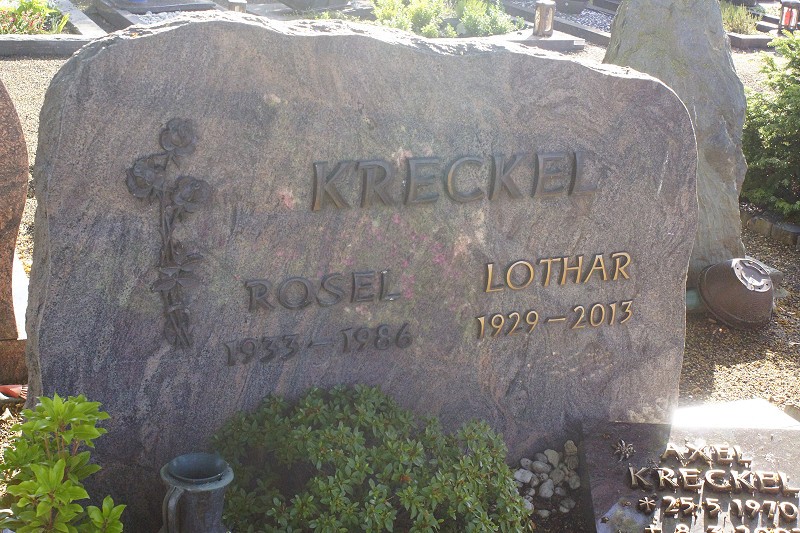 KRECKEL
ROSEL
1933 – 1986
LOTHAR
1929 – 2013
AXEL
KRECKEL
* 25.5.1970